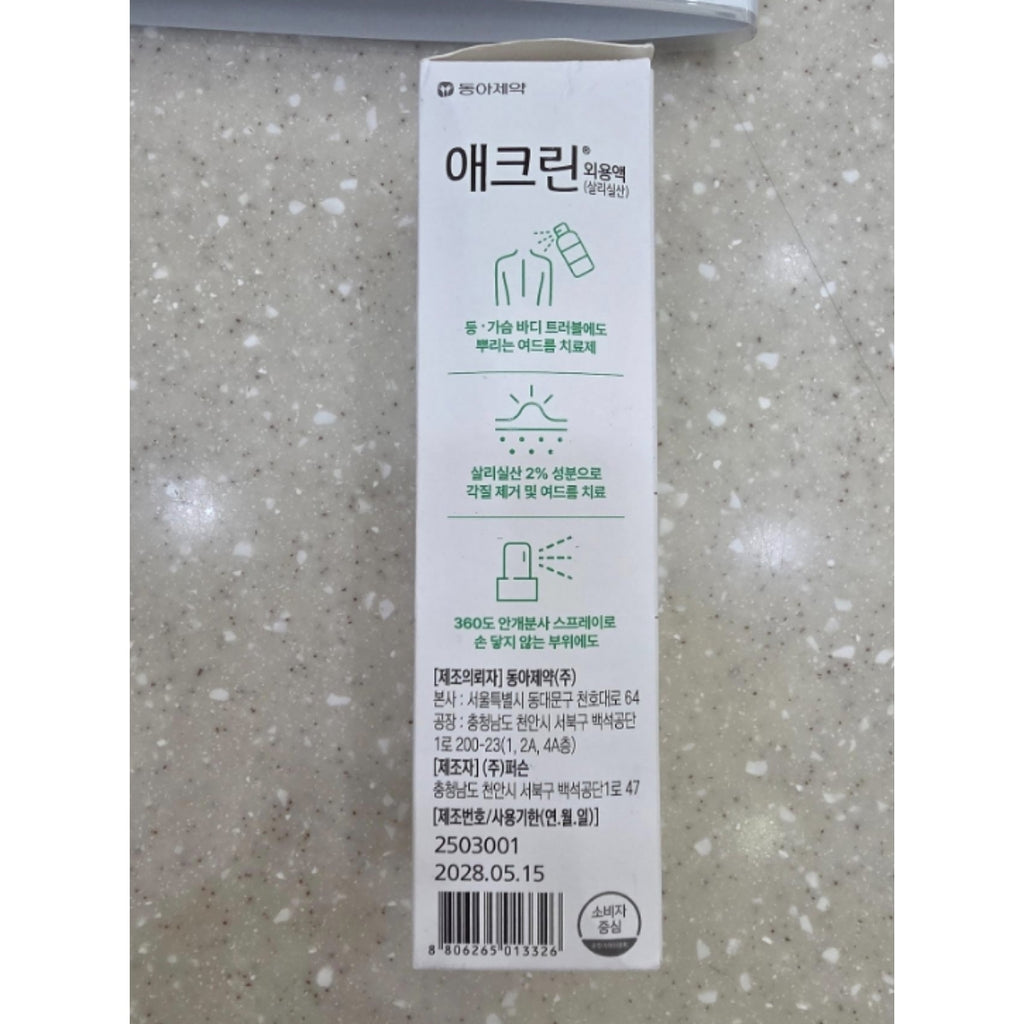 동아제약
애크린® 외용액
(살리실산)
등·가슴 바디 트러블에도
뿌리는 여드름 치료제
살리실산 2% 성분으로
각질 제거 및 여드름 치료
360도 안개분사 스프레이로
손 닿지 않는 부위에도
[제조의뢰자] 동아제약(주)
본사 : 서울특별시 동대문구 천호대로 64
공장 : 충청남도 천안시 서북구 백석공단
1로 200-23(1, 2A, 4A층)
[제조자] (주)퍼슨
충청남도 천안시 서북구 백석공단1로 47
[제조번호/사용기한(연.월.일)]
2503001
2028.05.15
8 806265 013326
소비자
중심